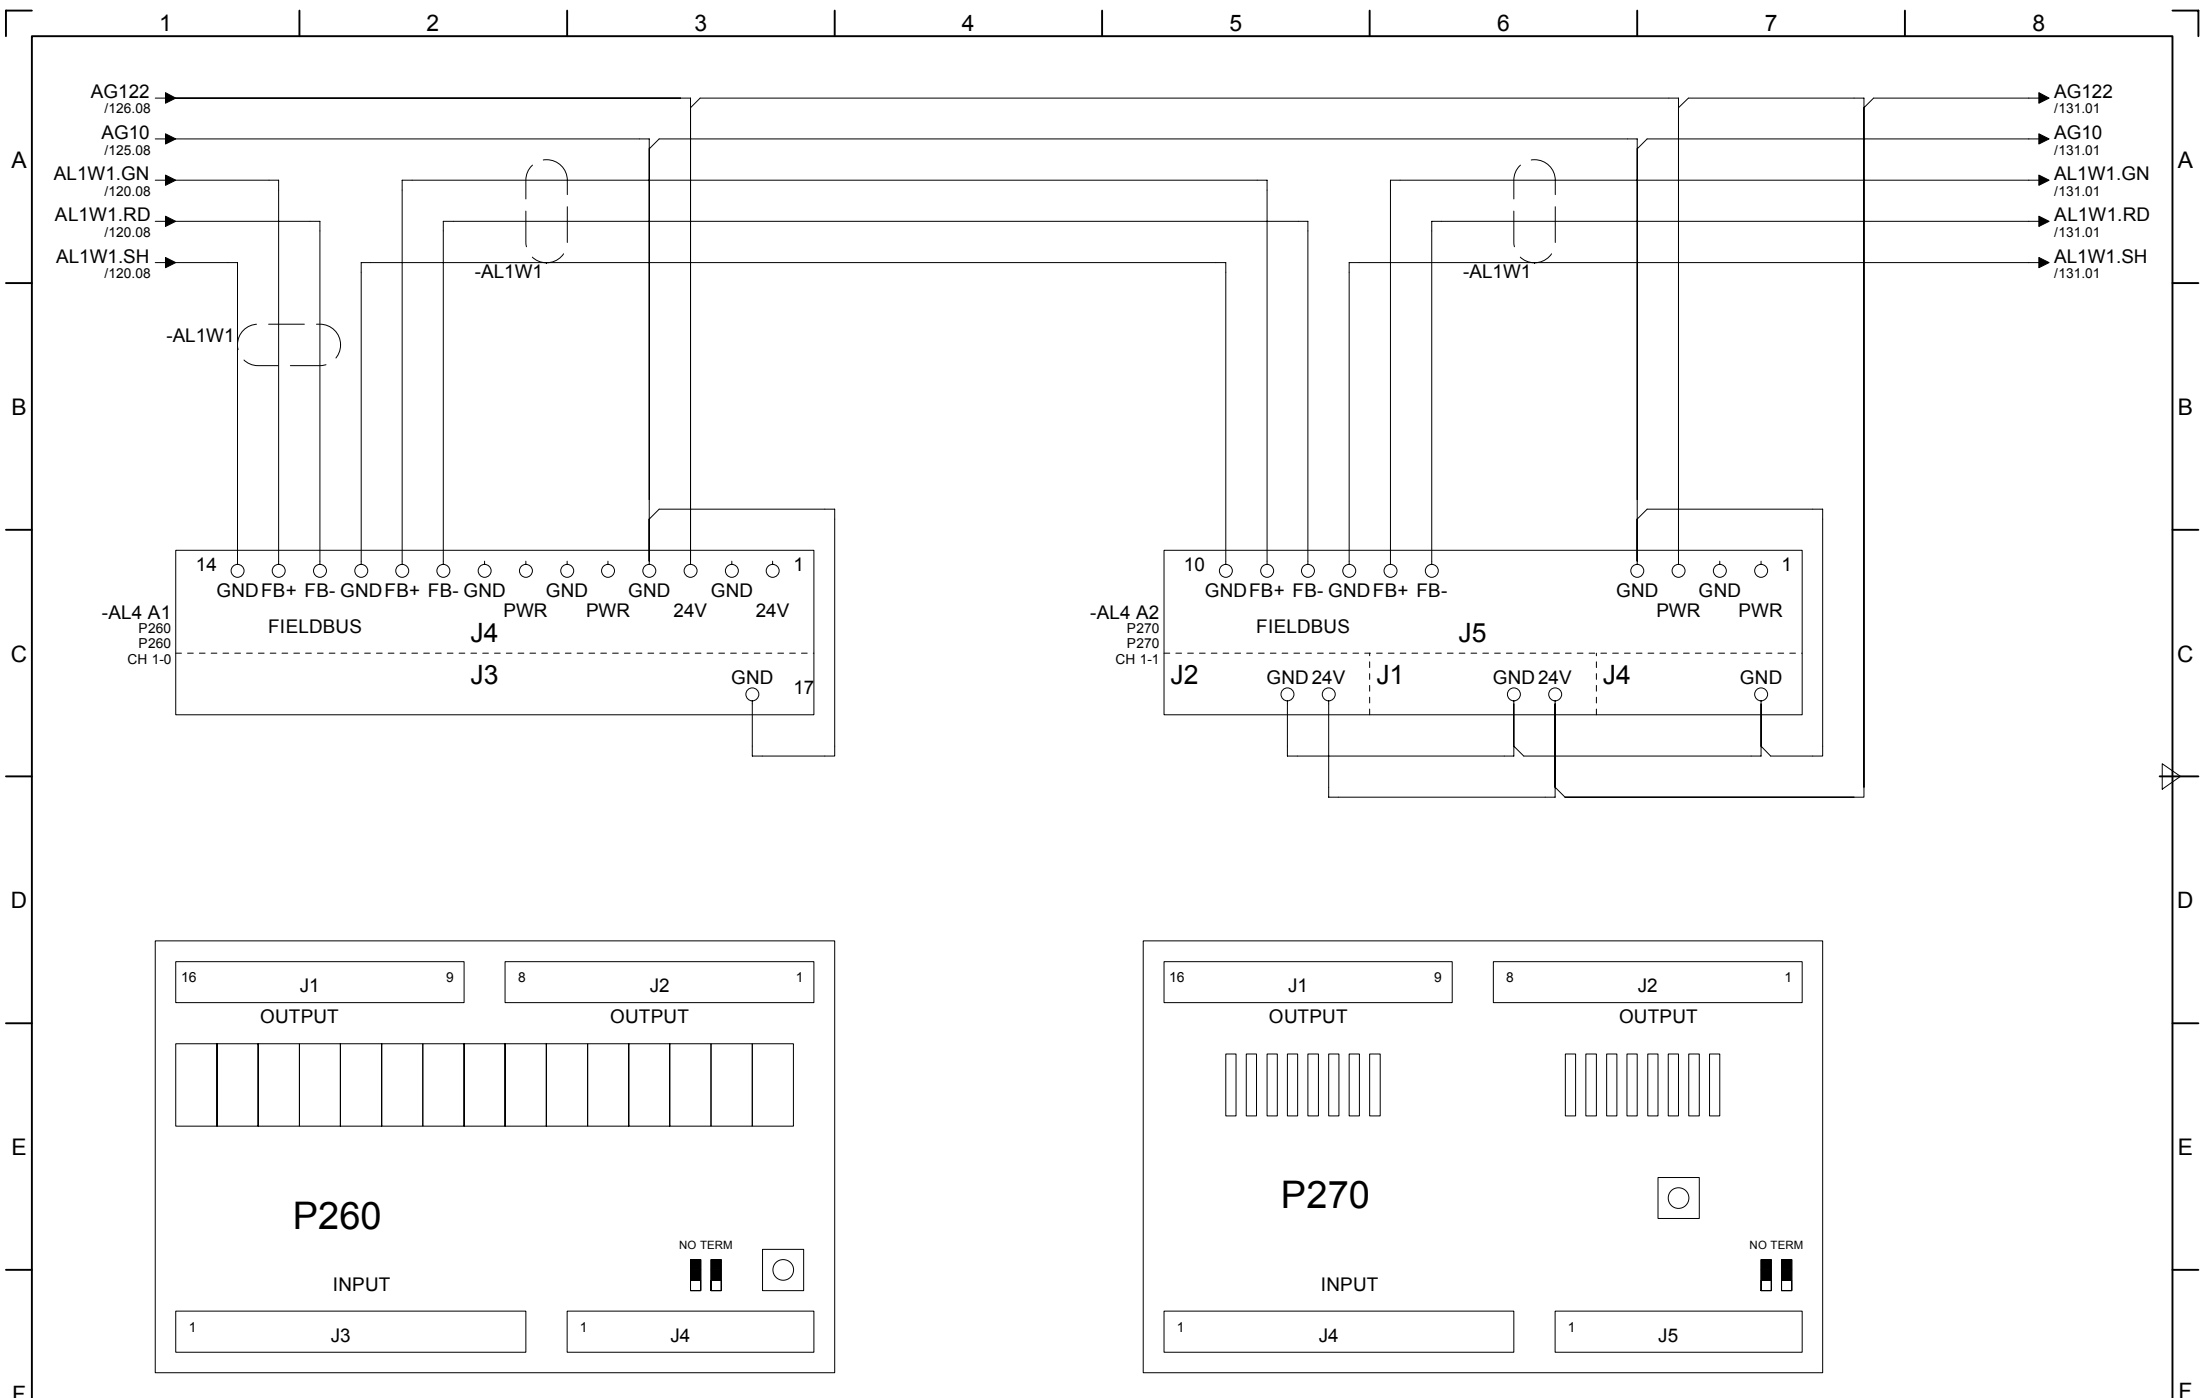 1 2 3 4 5 6 7 8
AG122 AG122
/126.08 /131.01
AG10 AG10
/125.08 /131.01
A A
AL1W1.GN AL1W1.GN
/120.08 /131.01
AL1W1.RD AL1W1.RD
/120.08 /131.01
AL1W1.SH AL1W1.SH
/120.08 /131.01
-AL1W1 -AL1W1
-AL1W1
B B
14 1 10 1
GND FB+ FB- GND FB+ FB- GND GND GND GND GND FB+ FB- GND FB+ FB- GND GND
PWR PWR 24V 24V PWR PWR
-AL4 A1 -AL4 A2
P260 FIELDBUS J4 P270 FIELDBUS J5
P260 P270
CH 1-0 CH 1-1
C C
J3 GND 17 J2 GND 24V J1 GND 24V J4 GND
D D
16 J1 9 8 J2 1 16 J1 9 8 J2 1
OUTPUT OUTPUT OUTPUT OUTPUT
E E
P260 P270
NO TERM NO TERM
INPUT INPUT
1 J3 1 J4 1 J4 1 J5
F F